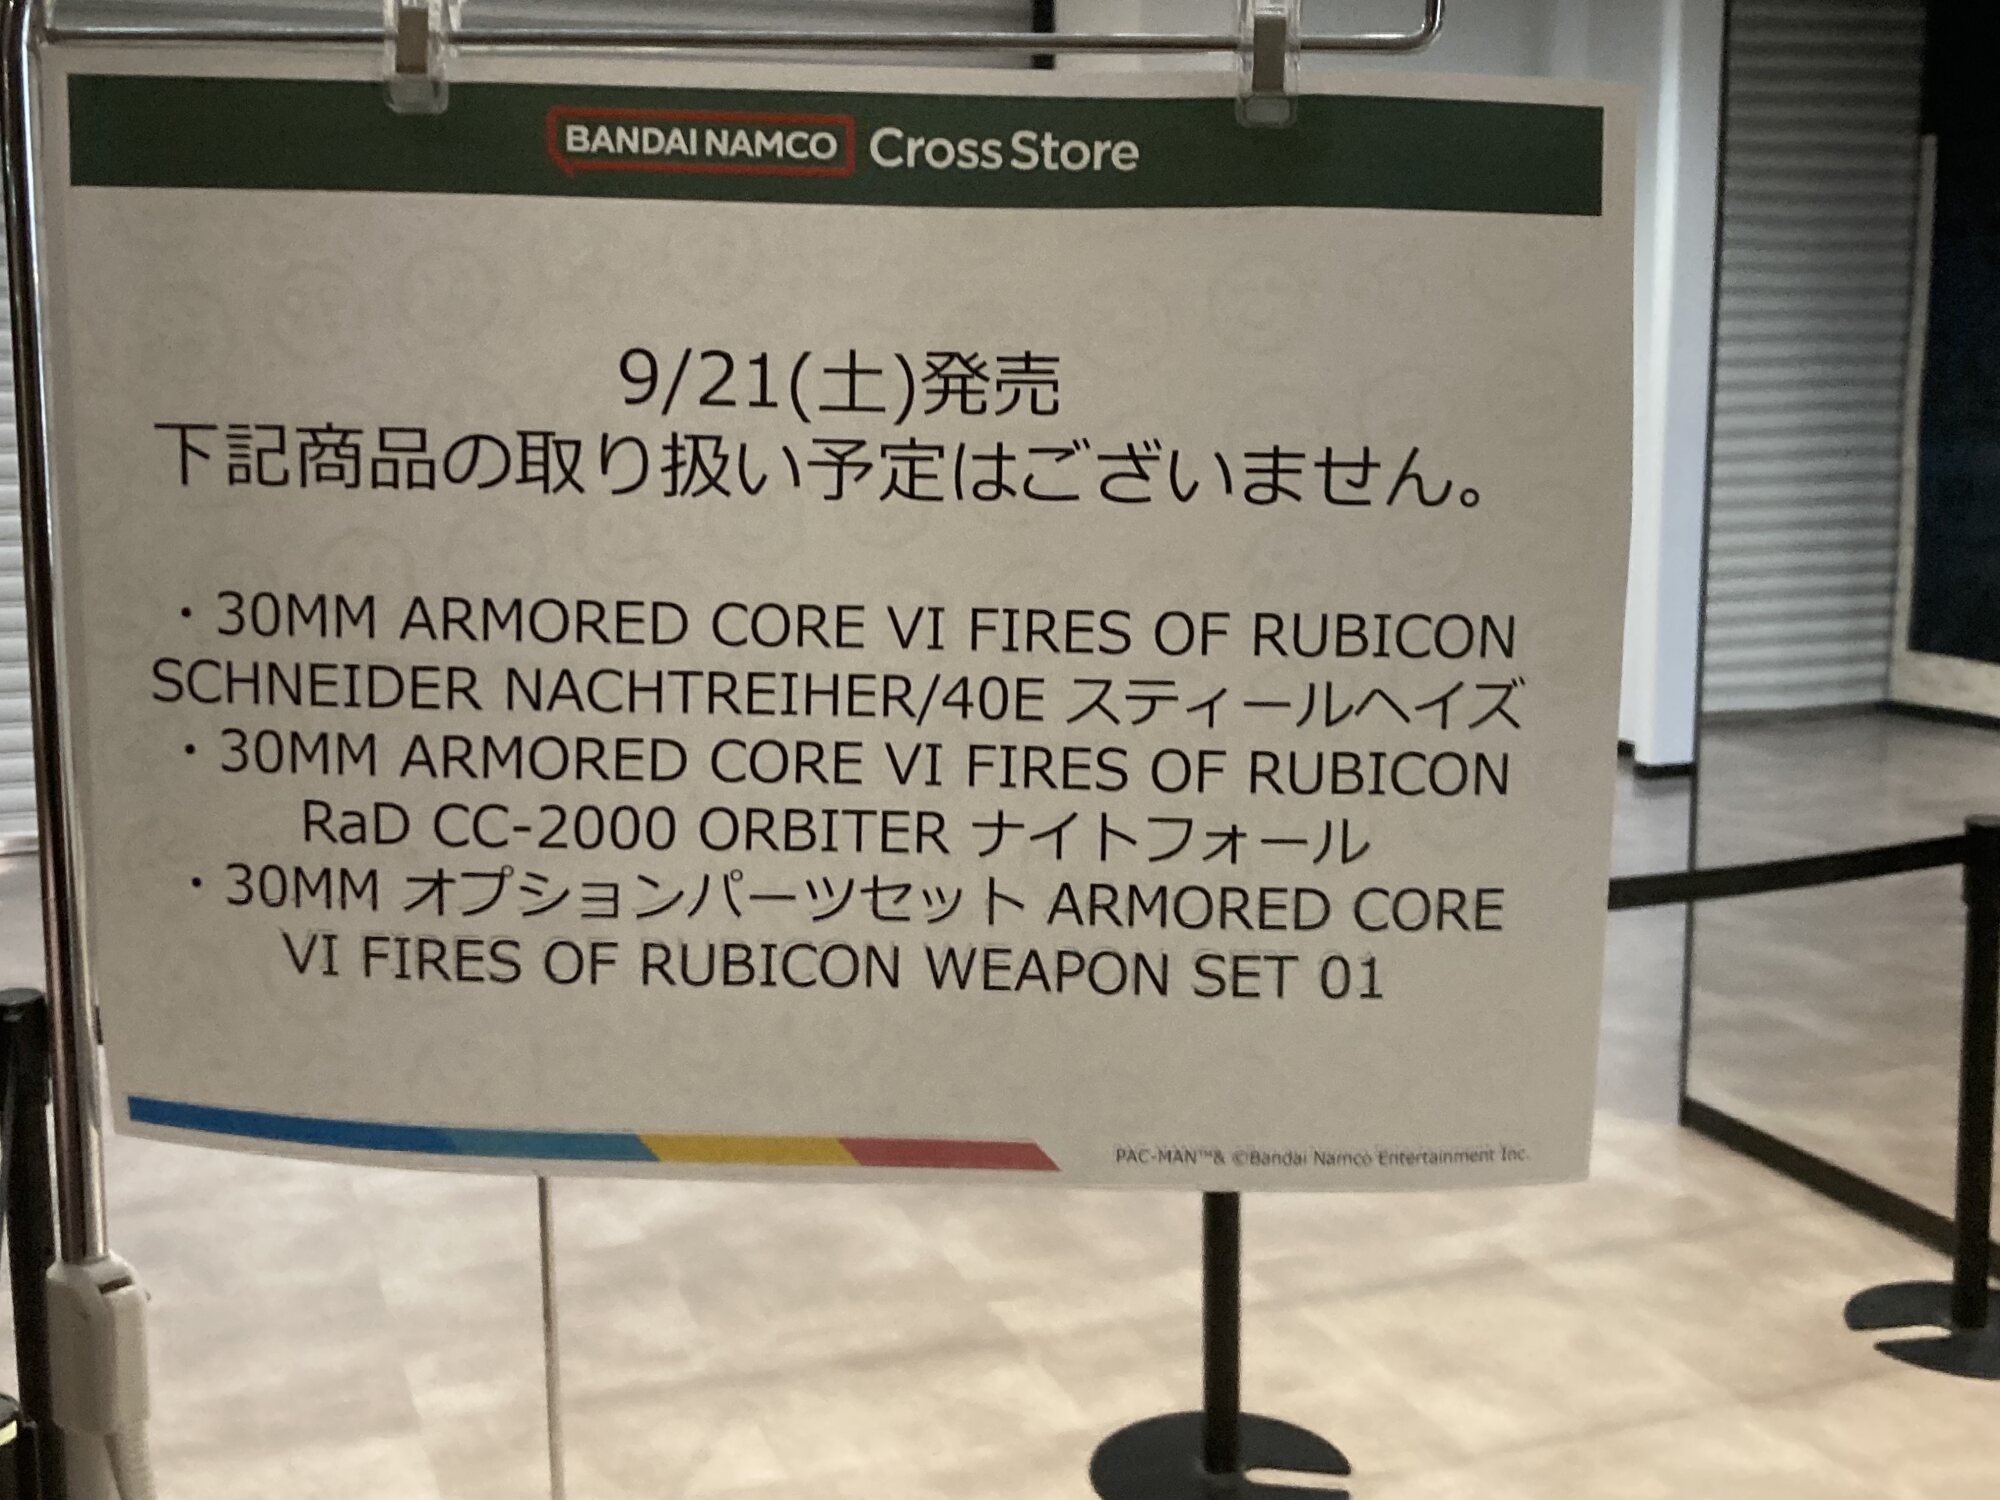 BANDAI NAMCO Cross Store
9/21(土)発売
下記商品の取り扱い予定はございません。
・30MM ARMORED CORE VI FIRES OF RUBICON
SCHNEIDER NACHTREIHER/40E スティールヘイズ
・30MM ARMORED CORE VI FIRES OF RUBICON
RaD CC-2000 ORBITER ナイトフォール
・30MM オプションパーツセット ARMORED CORE
VI FIRES OF RUBICON WEAPON SET 01
PAC-MAN™& ©Bandai Namco Entertainment Inc.